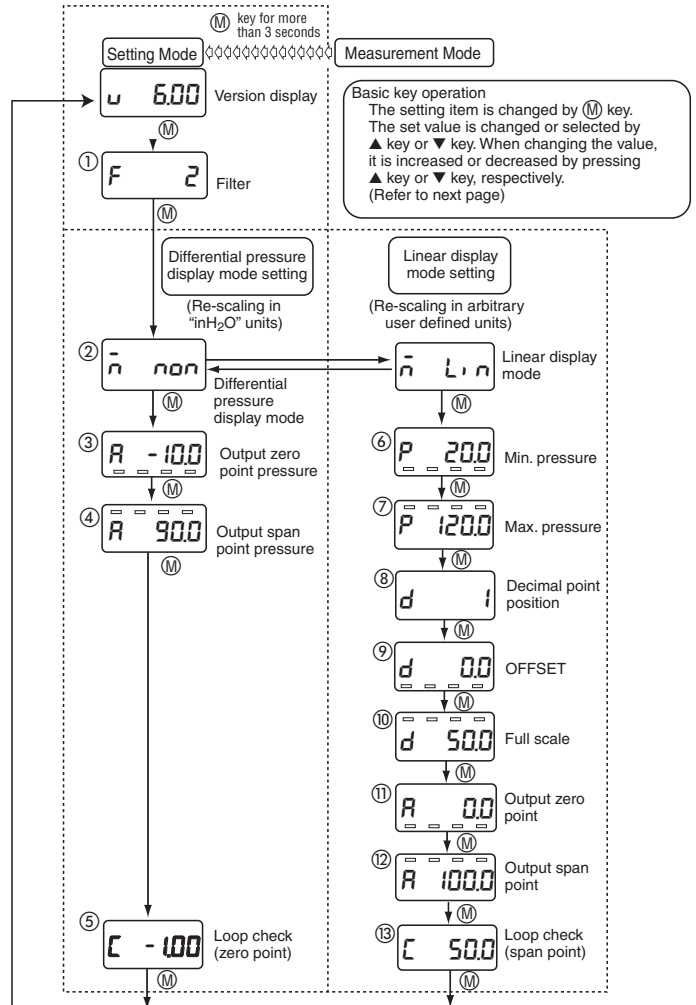 Ⓜ key for more
than 3 seconds
Setting Mode
Measurement Mode
u 6.00
Version display
Ⓜ
Basic key operation
The setting item is changed by Ⓜ key.
The set value is changed or selected by
▲ key or ▼ key. When changing the value,
it is increased or decreased by pressing
▲ key or ▼ key, respectively.
(Refer to next page)
① F 2
Filter
Ⓜ
Differential pressure
display mode setting
(Re-scaling in
“inH₂O” units)
Linear display
mode setting
(Re-scaling in arbitrary
user defined units)
② n̄ non
Differential
pressure
display mode
Ⓜ
③ A -10.0
Output zero
point pressure
Ⓜ
④ A 90.0
Output span
point pressure
Ⓜ
⑤ C -1.00
Loop check
(zero point)
Ⓜ
n̄ Lin
Linear display
mode
Ⓜ
⑥ P 20.0
Min. pressure
Ⓜ
⑦ P 120.0
Max. pressure
Ⓜ
⑧ d 1
Decimal point
position
Ⓜ
⑨ d 0.0
OFFSET
Ⓜ
⑩ d 50.0
Full scale
Ⓜ
⑪ A 0.0
Output zero
point
Ⓜ
⑫ A 100.0
Output span
point
Ⓜ
⑬ C 50.0
Loop check
(span point)
Ⓜ